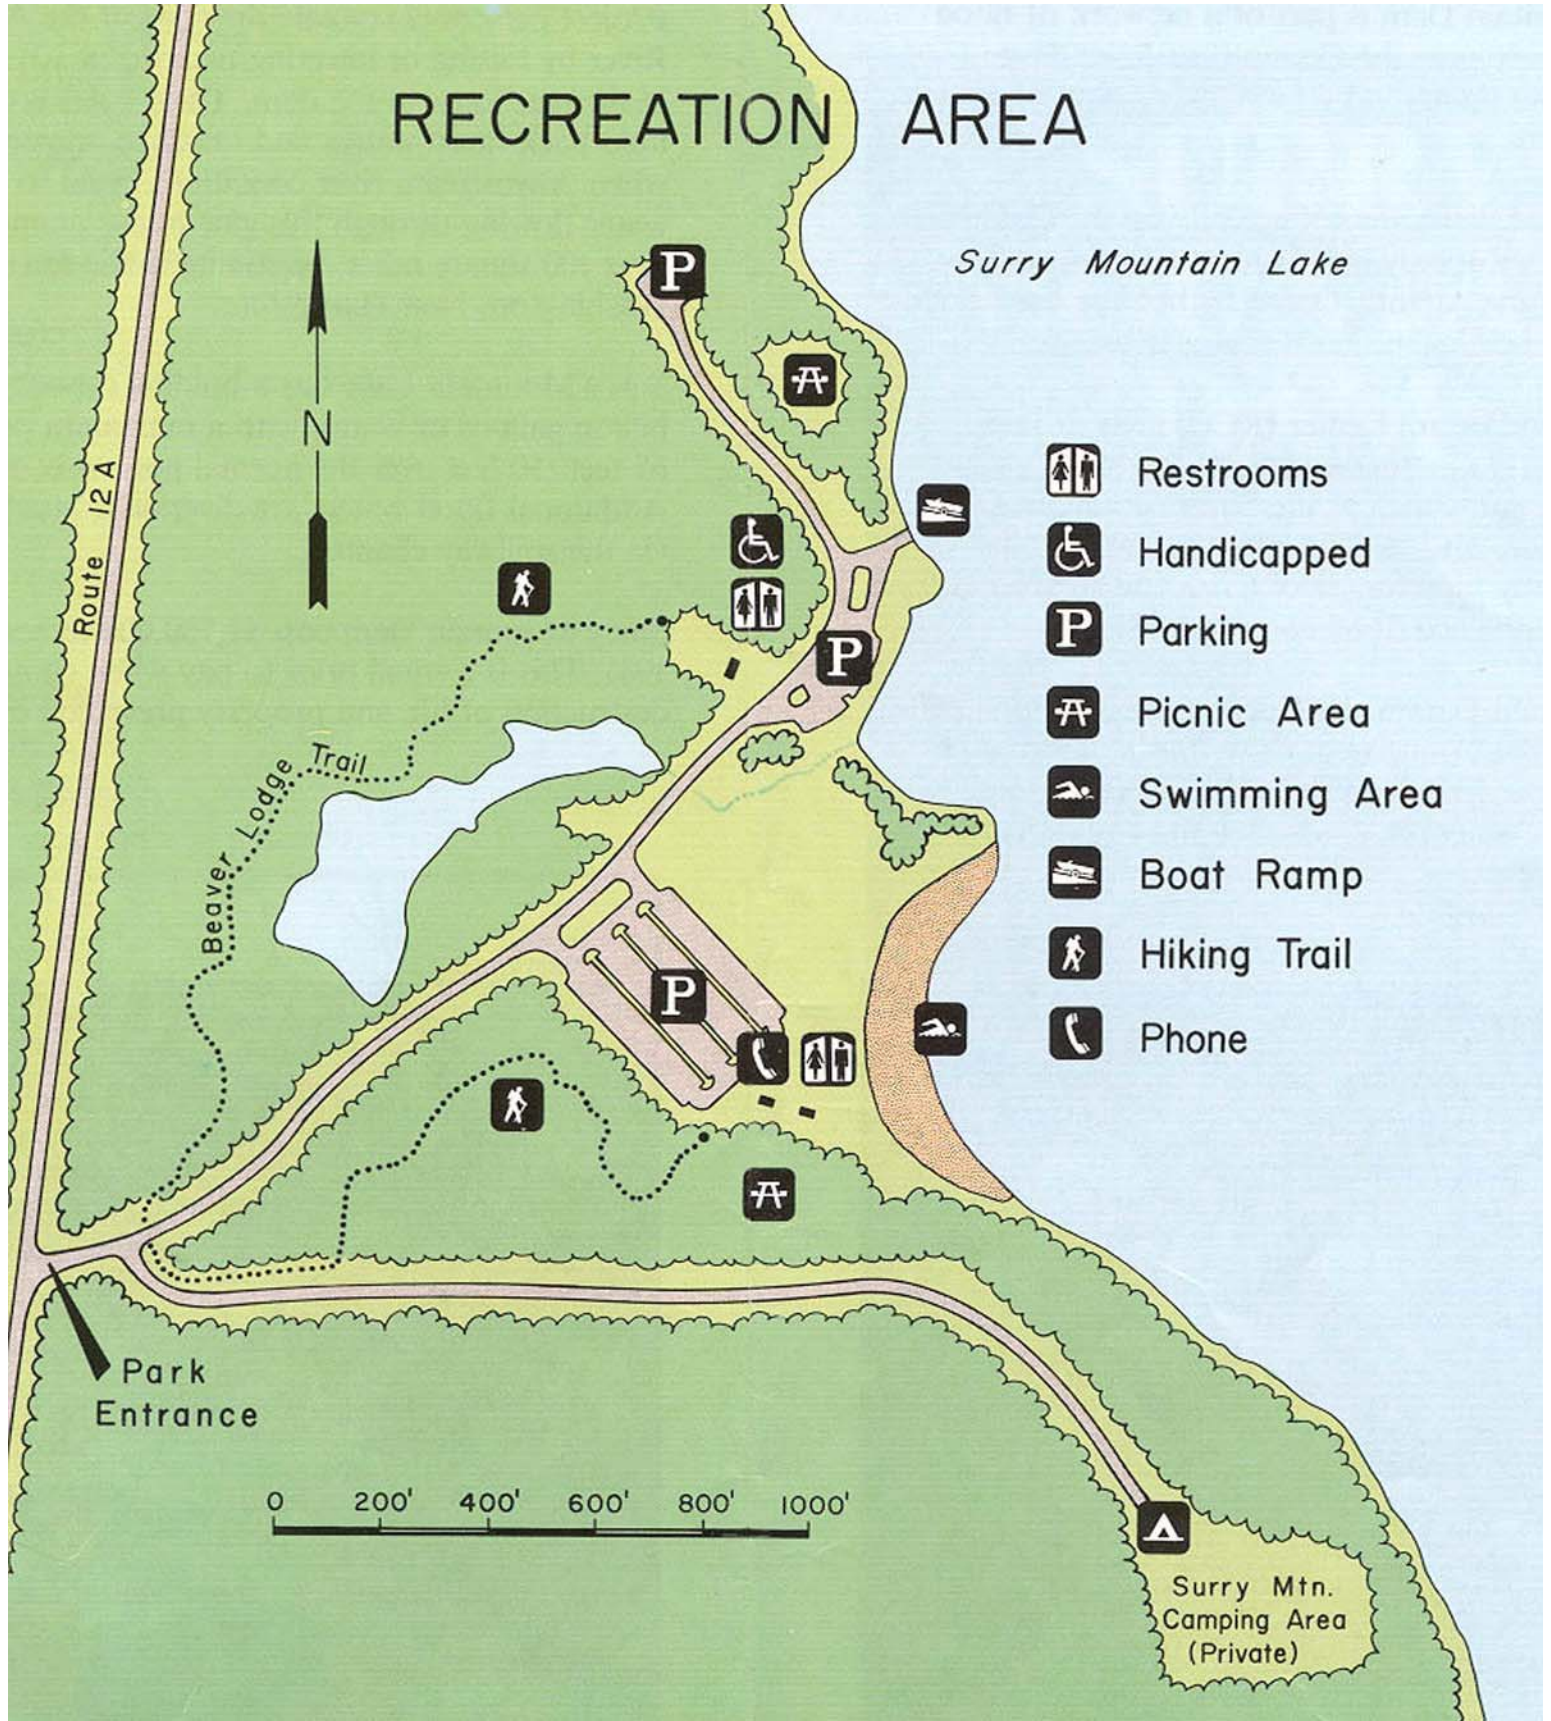 RECREATION AREA
Surry Mountain Lake
P
N
Route 12 A
Restrooms
Handicapped
P Parking
P
Picnic Area
Beaver Lodge Trail
Swimming Area
Boat Ramp
Hiking Trail
P
Phone
Park
Entrance
0 200' 400' 600' 800' 1000'
Surry Mtn.
Camping Area
(Private)